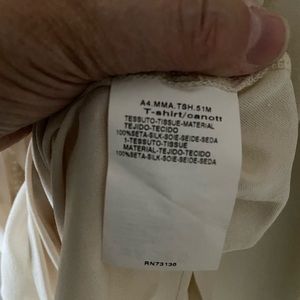 A4.MMA.TSH.51M
T-shirt/canott
TESSUTO-TISSUE-MATERIAL
TEJIDO-TECIDO
100%SETA-SILK-SOIE-SEIDE-SEDA
1-TESSUTO-TISSUE
MATERIAL-TEJIDO-TECIDO
100%SETA-SILK-SOIE-SEIDE-SEDA
RN73130